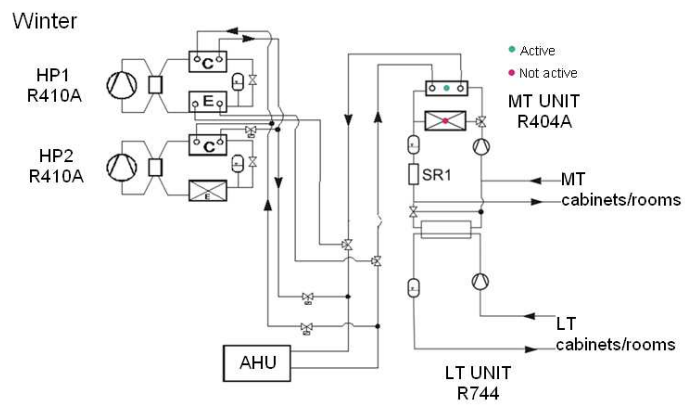 Winter
HP1
R410A
C
E
HP2
R410A
C
E
Active
Not active
MT UNIT
R404A
SR1
MT
cabinets/rooms
LT
cabinets/rooms
AHU
LT UNIT
R744